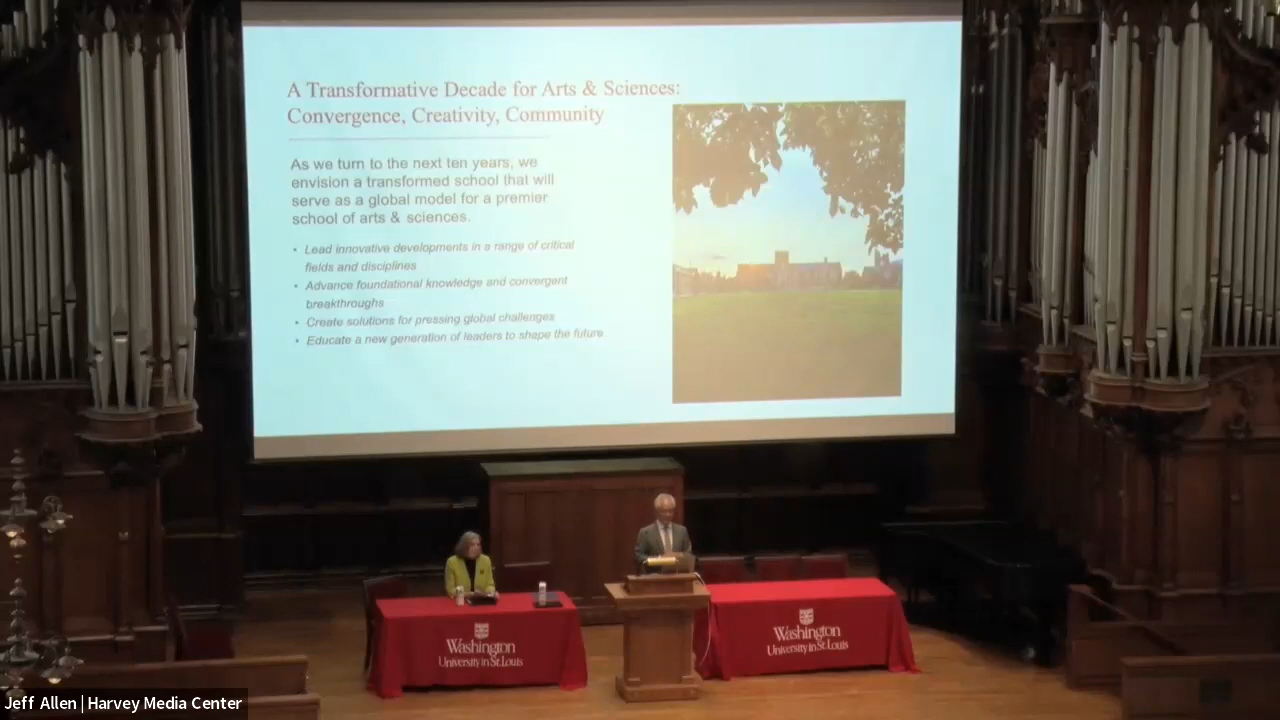 A Transformative Decade for Arts & Sciences:
Convergence, Creativity, Community
As we turn to the next ten years, we
envision a transformed school that will
serve as a global model for a premier
school of arts & sciences.
• Lead innovative developments in a range of critical
fields and disciplines
• Advance foundational knowledge and convergent
breakthroughs
• Create solutions for pressing global challenges
• Educate a new generation of leaders to shape the future
Washington
University in St. Louis
Washington
University in St. Louis
Jeff Allen | Harvey Media Center